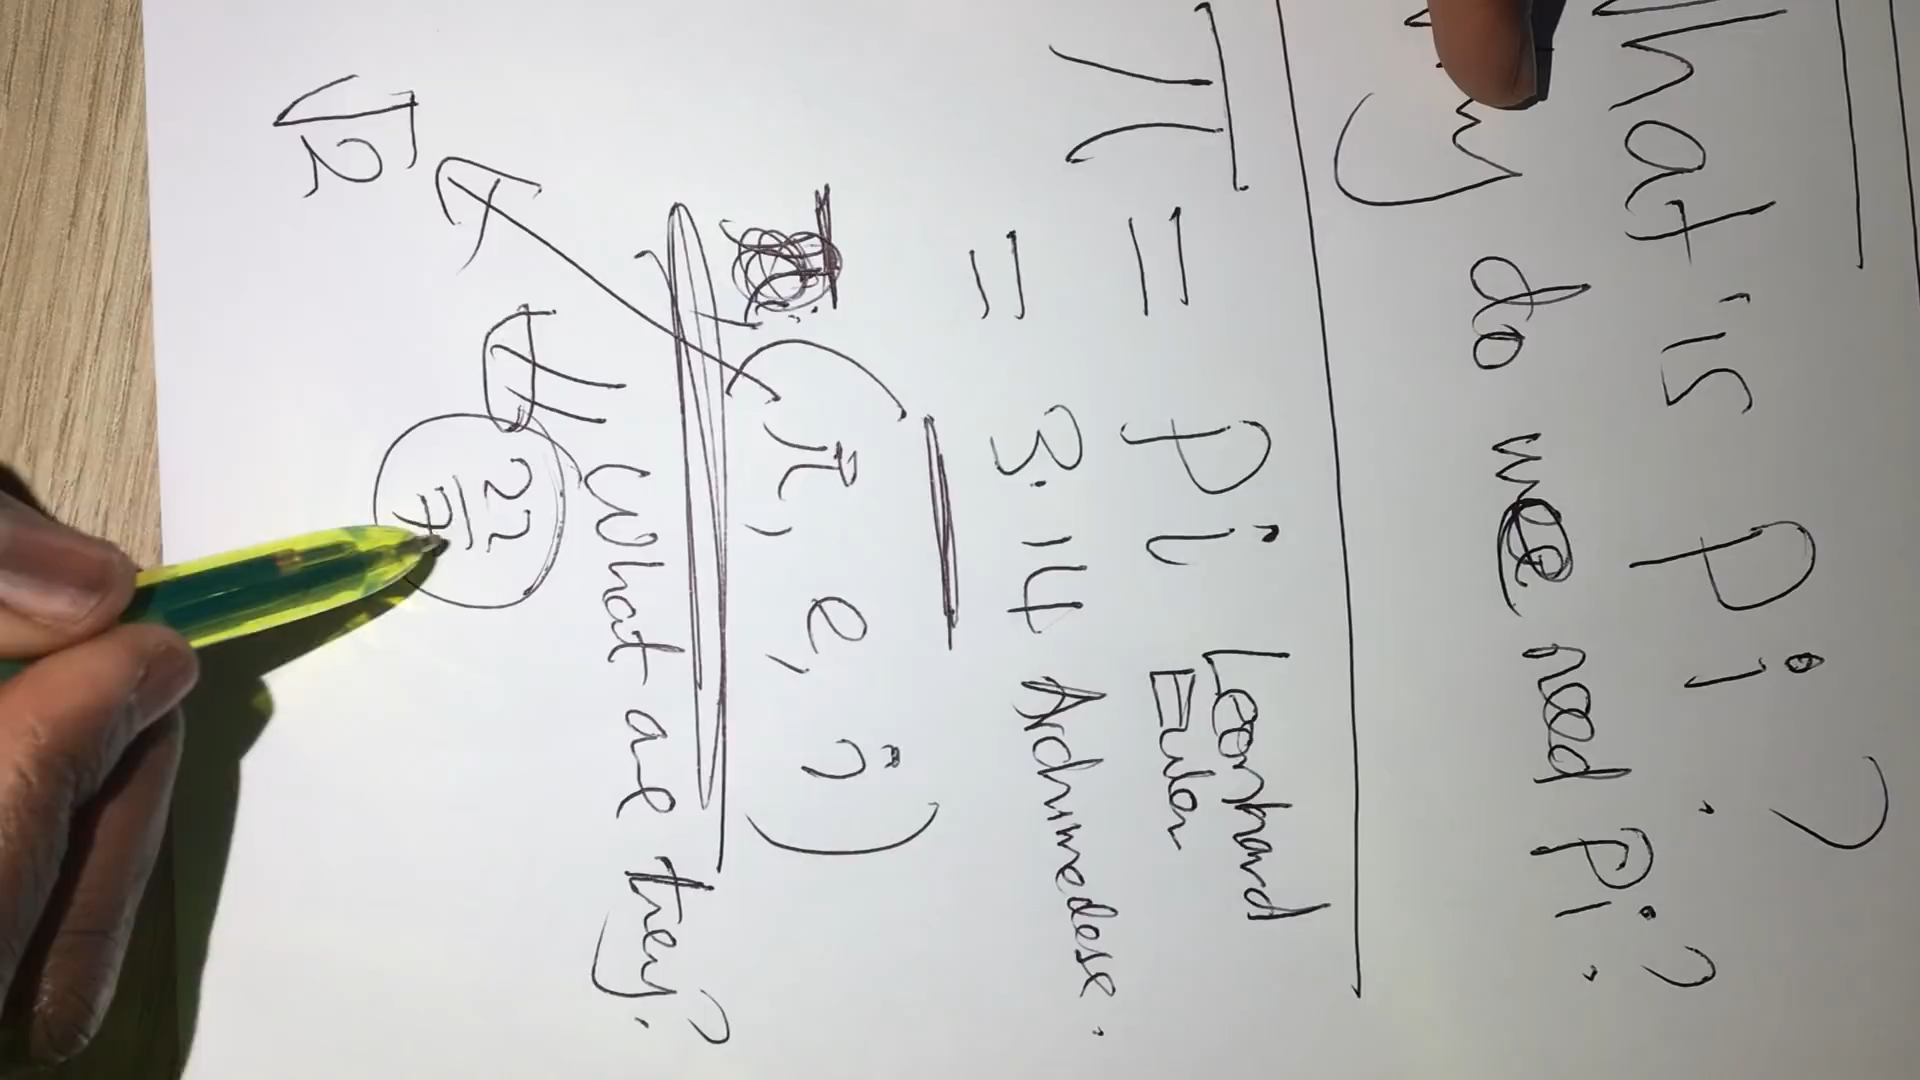 What is Pi?
Why do we need Pi?
π = Pi Leonhard Euler
= 3.14 Archimedese.
(π, e, i)
What are they?
√2
22/7